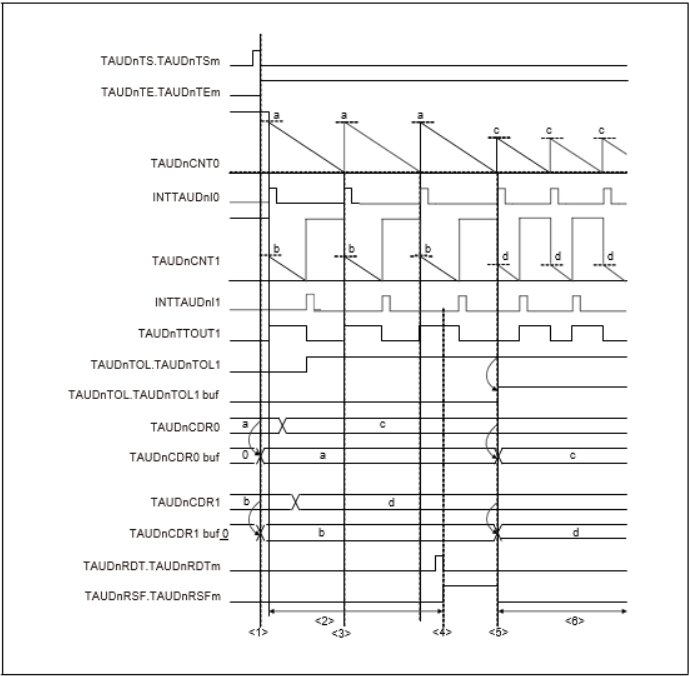 TAUDnTS.TAUDnTSm
TAUDnTE.TAUDnTEm
a a a c c c
TAUDnCNT0
INTTAUDnI0
b b b d d d
TAUDnCNT1
INTTAUDnI1
TAUDnTTOUT1
TAUDnTOL.TAUDnTOL1
TAUDnTOL.TAUDnTOL1 buf
TAUDnCDR0 a c
TAUDnCDR0 buf 0 a c
TAUDnCDR1 b d
TAUDnCDR1 buf 0 b d
TAUDnRDT.TAUDnRDTm
TAUDnRSF.TAUDnRSFm
<1> <2> <3> <4> <5> <6>